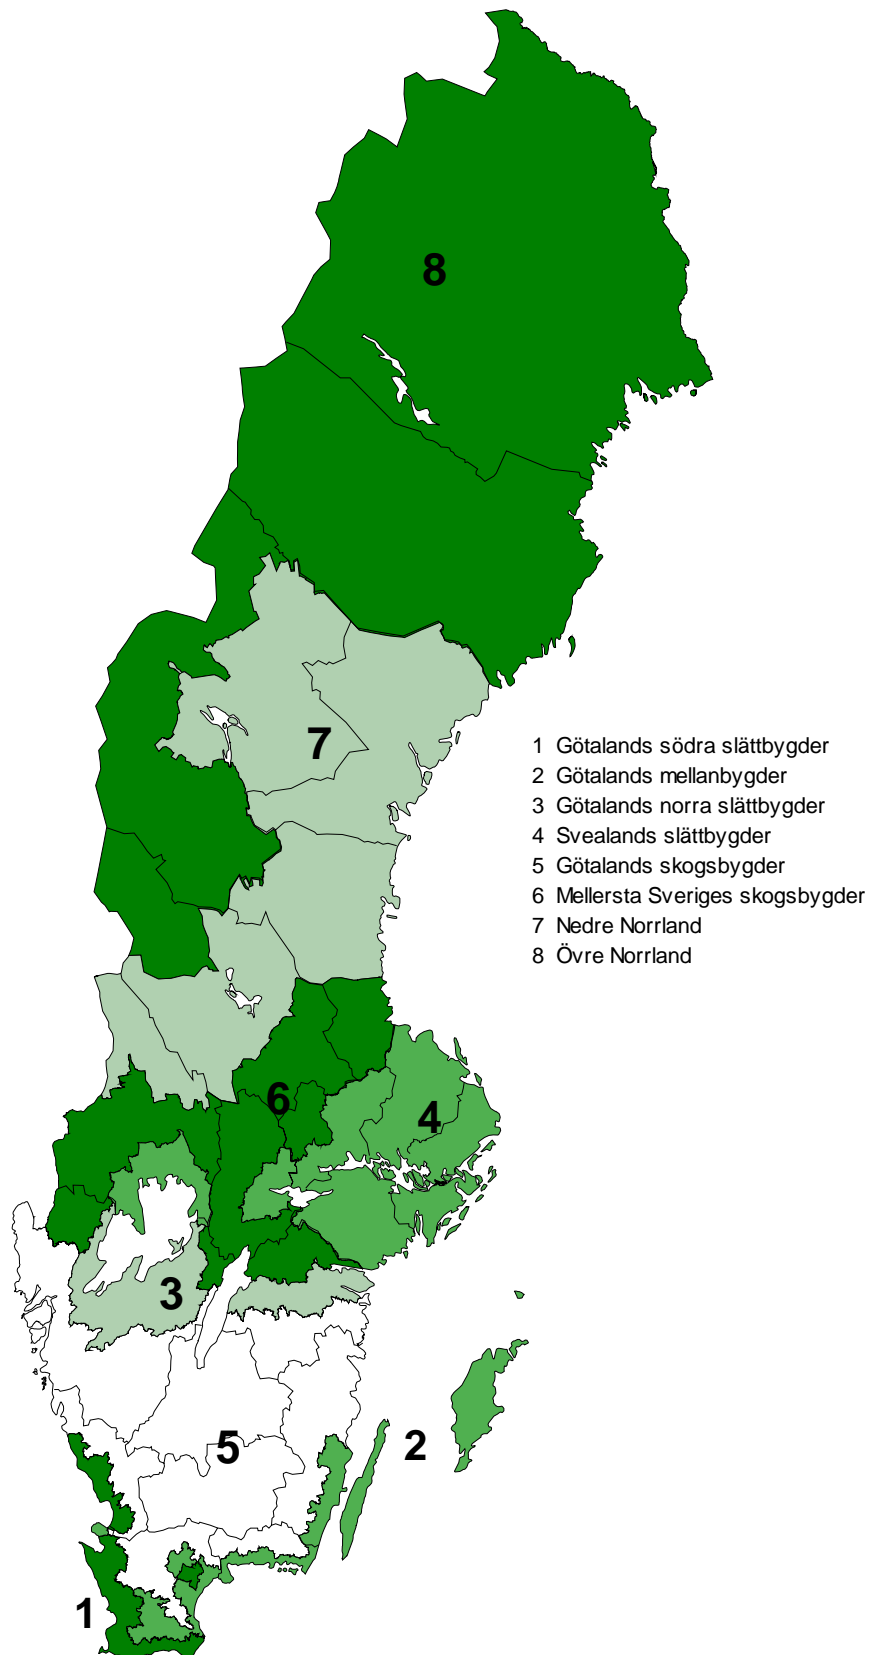 8
7
1 Götalands södra slättbygder
2 Götalands mellanbygder
3 Götalands norra slättbygder
4 Svealands slättbygder
5 Götalands skogsbygder
6 Mellersta Sveriges skogsbygder
7 Nedre Norrland
8 Övre Norrland
6
4
3
5
2
1